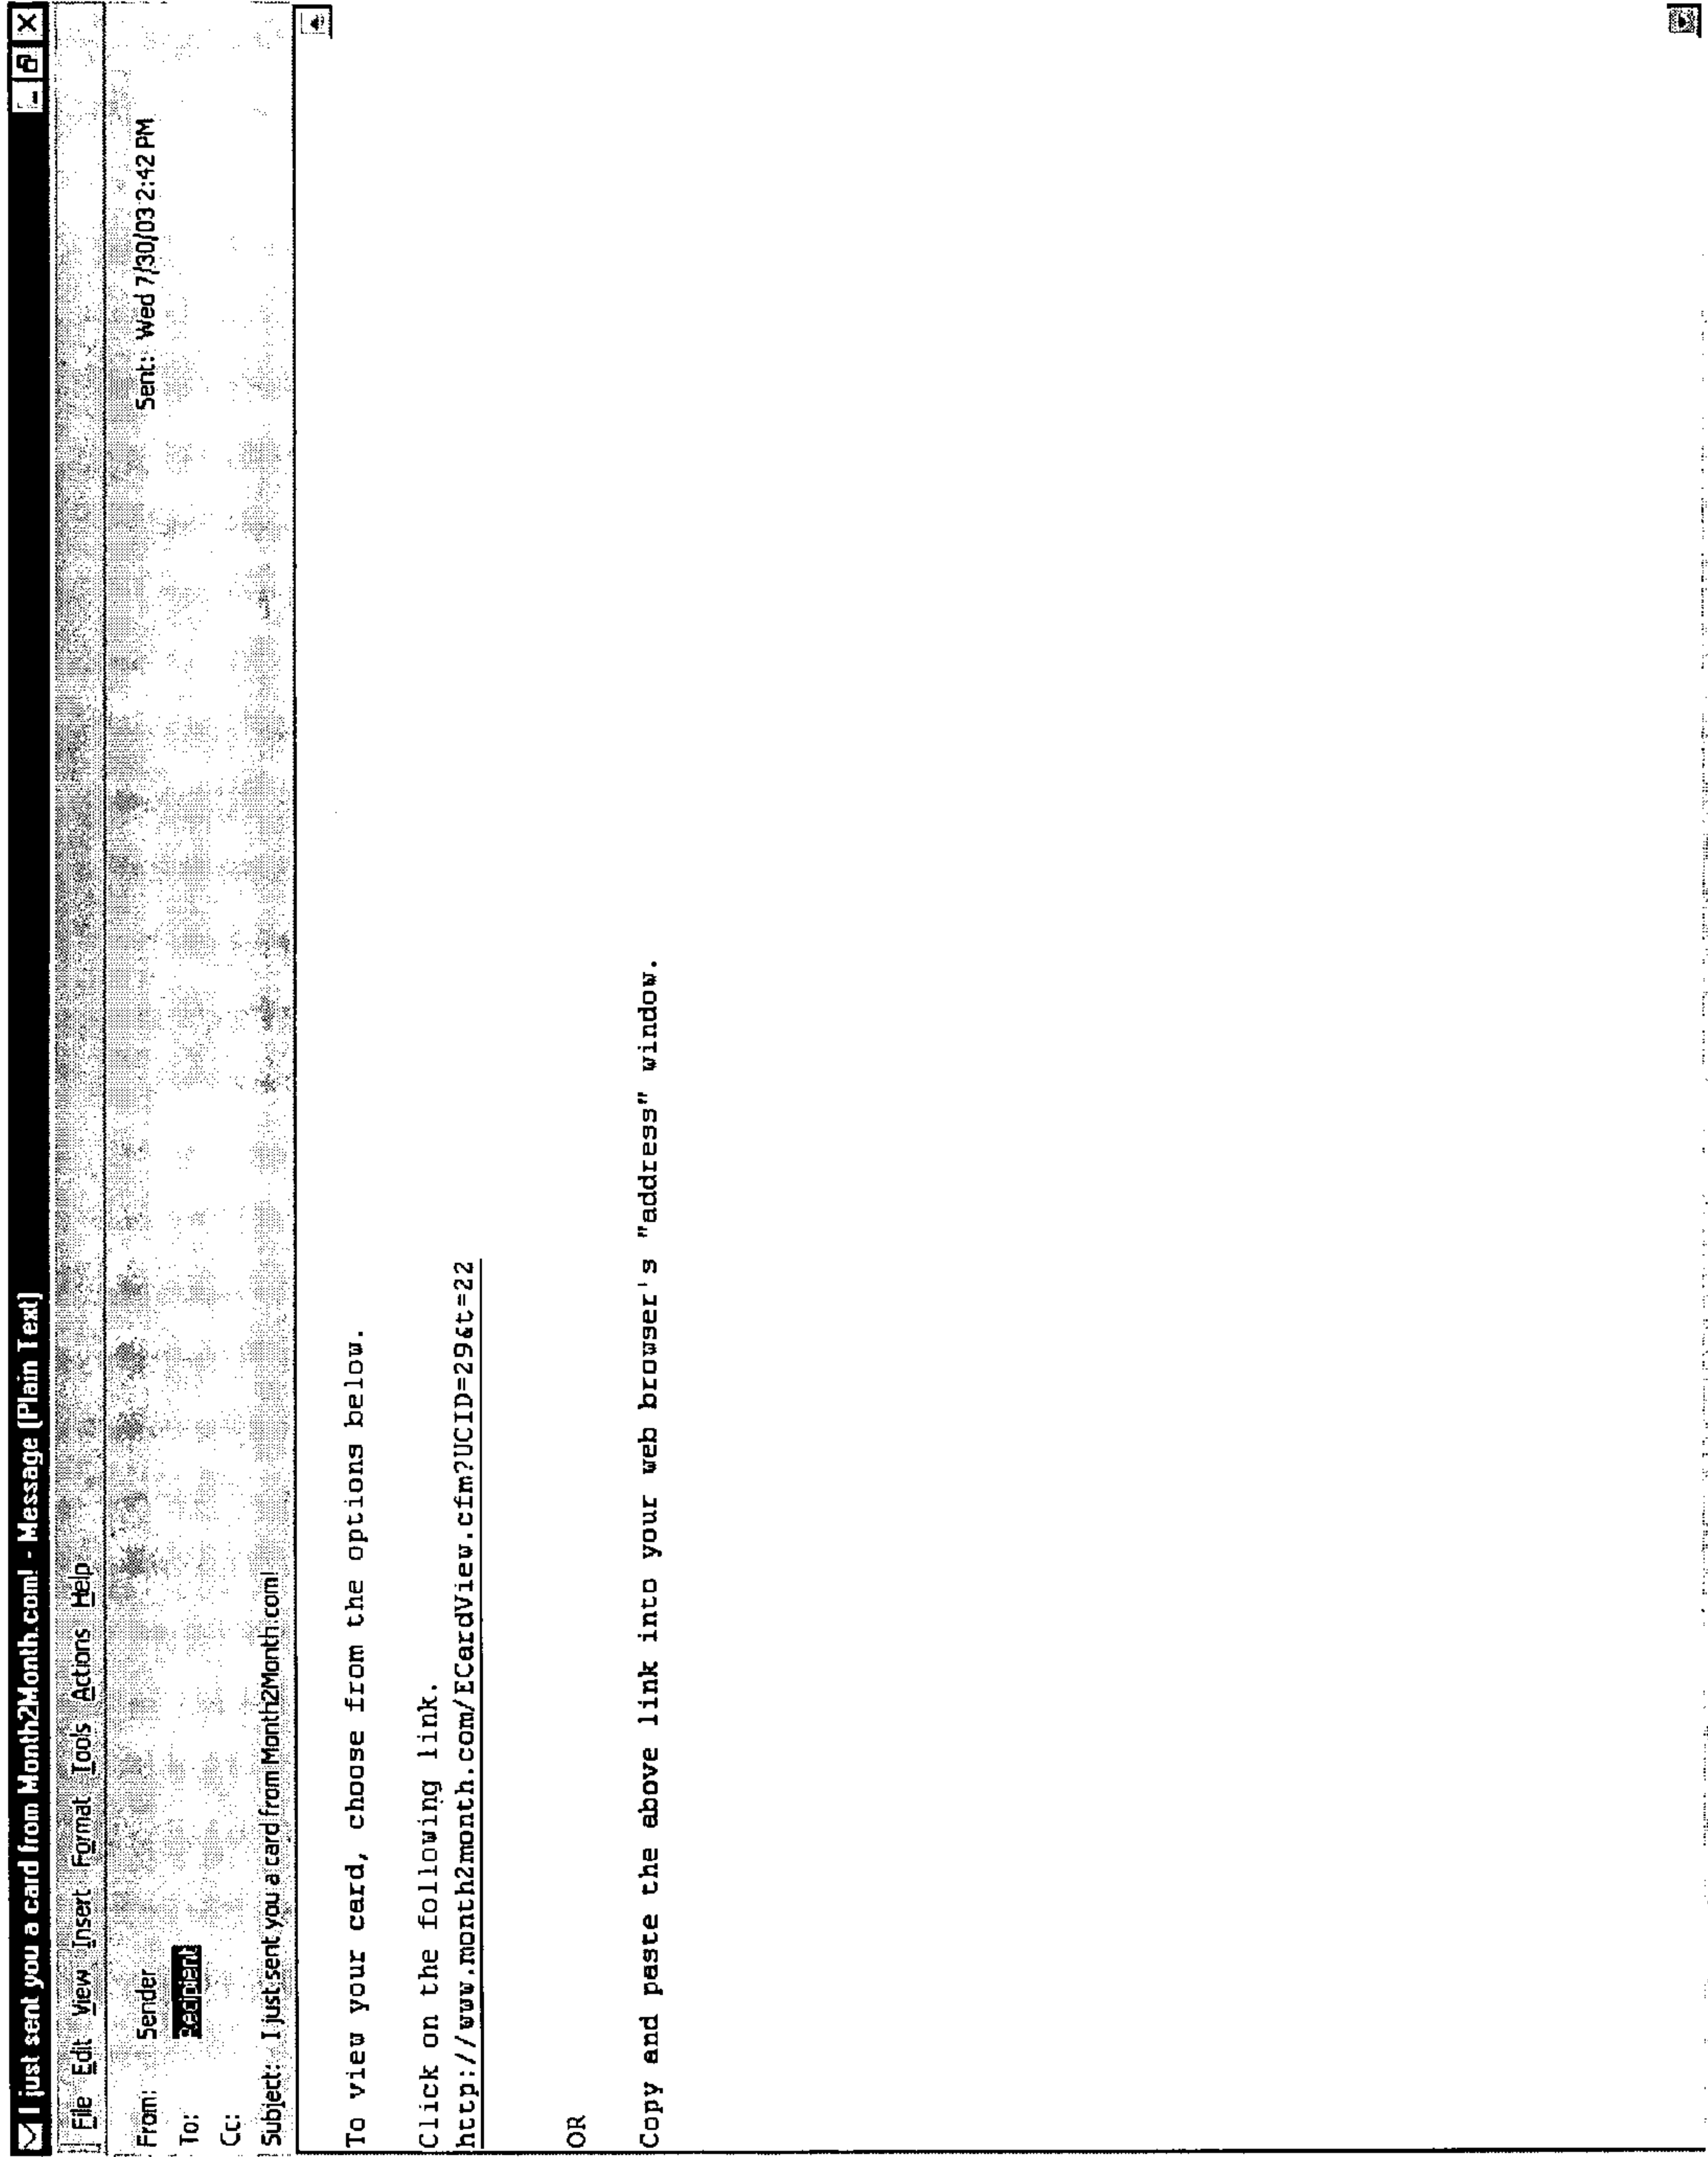 I just sent you a card from Month2Month.com! - Message (Plain Text)
File Edit View Insert Format Tools Actions Help
From: Sender Sent: Wed 7/30/03 2:42 PM
To: Recipient
Cc:
Subject: I just sent you a card from Month2Month.com!
To view your card, choose from the options below.
Click on the following link.
http://www.month2month.com/ECardView.cfm?UCID=29&t=22
OR
Copy and paste the above link into your web browser's "address" window.